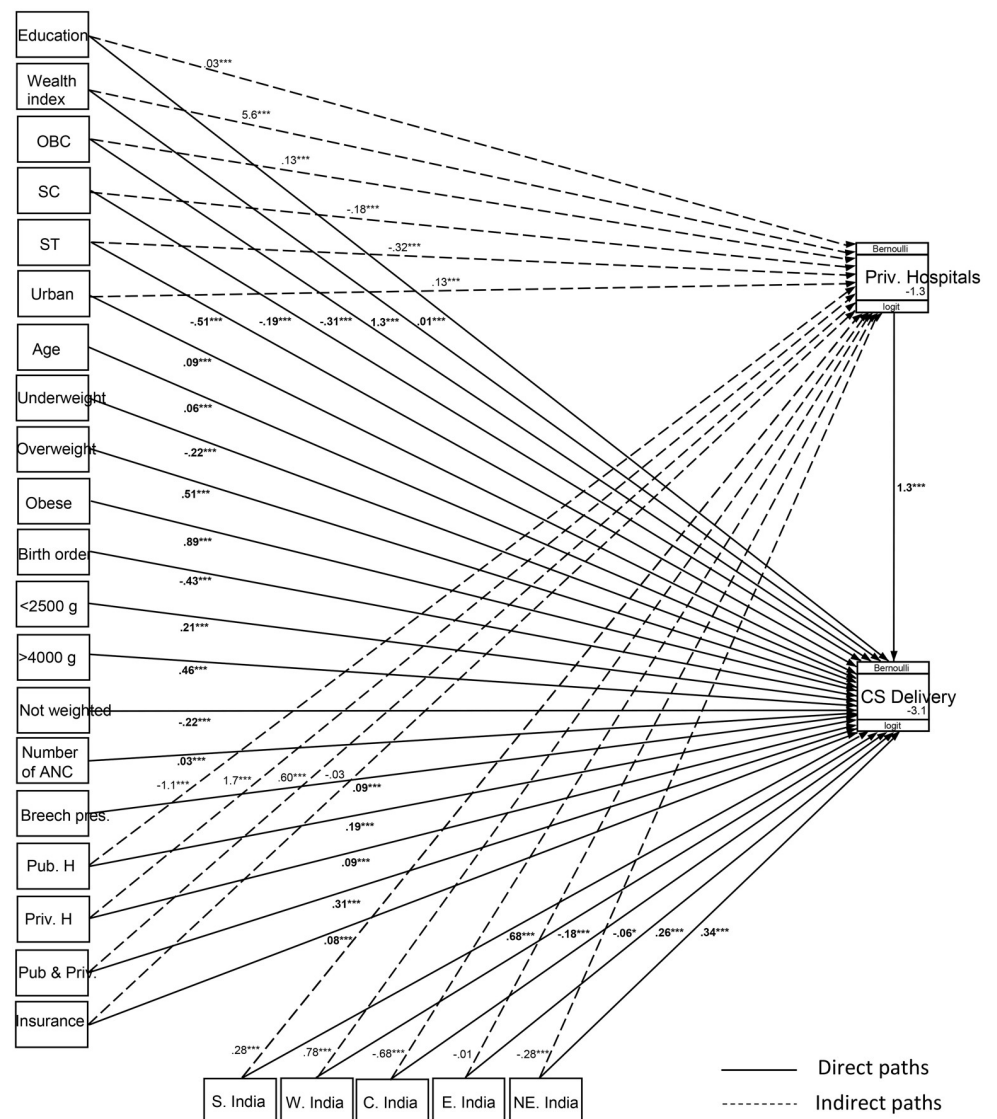 Education
Wealth
index
OBC
SC
ST
Urban
Age
Underweight
Overweight
Obese
Birth order
<2500 g
>4000 g
Not weighted
Number
of ANC
Breech pres.
Pub. H
Priv. H
Pub & Priv.
Insurance
.03***
5.6***
.13***
-.18***
-.32***
.13***
Bernoulli
Priv. Hospitals
-1.3
logit
-.51***
-.19***
-.31***
1.3***
.01***
.09***
.06***
-.22***
.51***
.89***
-.43***
.21***
.46***
-.22***
.03***
1.3***
Bernoulli
CS Delivery
-3.1
logit
-1.1***
1.7***
.60***
-.03
.09***
.19***
.09***
.31***
.08***
.68***
-.18***
-.06*
.26***
.34***
.28***
.78***
-.68***
-.01
-.28***
S. India
W. India
C. India
E. India
NE. India
Direct paths
Indirect paths